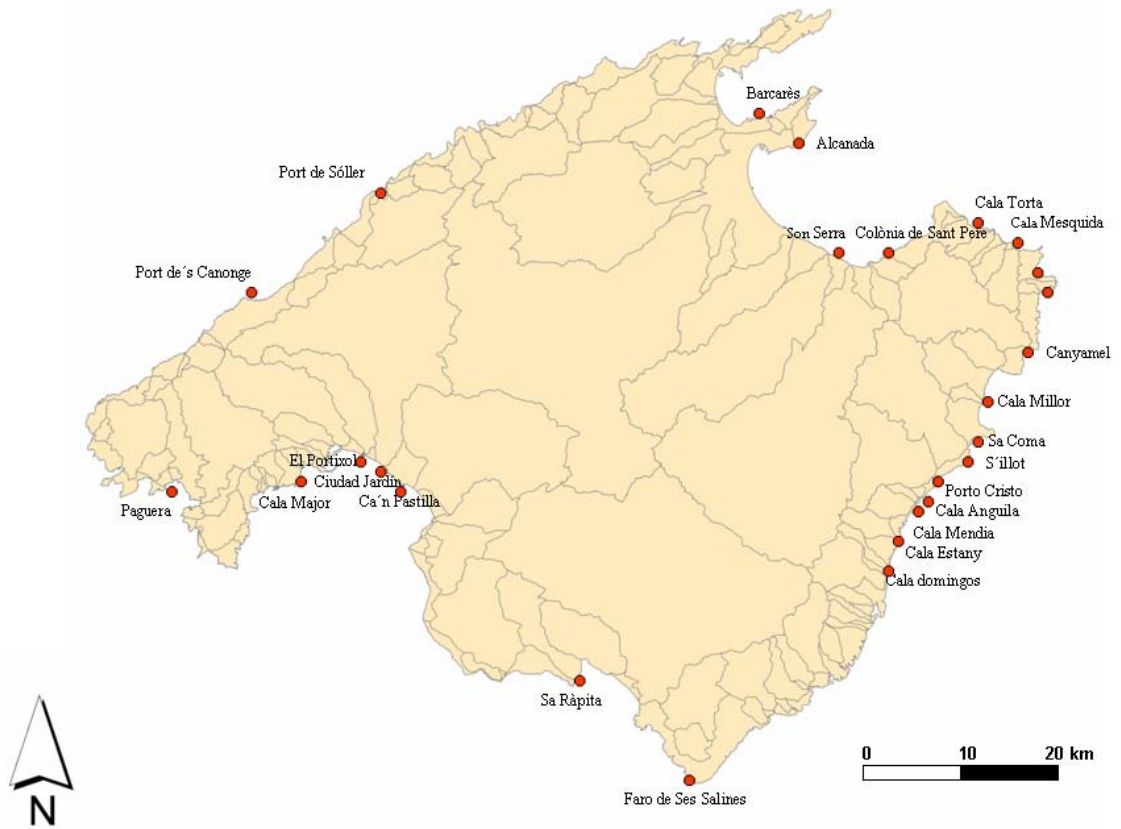 Barcarès
Alcanada
Port de Sóller
Cala Torta
Cala Mesquida
Son Serra
Colònia de Sant Pere
Port de´s Canonge
Canyamel
Cala Millor
Sa Coma
S´illot
El Portixol
Ciudad Jardín
Porto Cristo
Cala Major
Ca´n Pastilla
Paguera
Cala Anguila
Cala Mendia
Cala Estany
Cala domingos
Sa Ràpita
Faro de Ses Salines
0 10 20 km
N